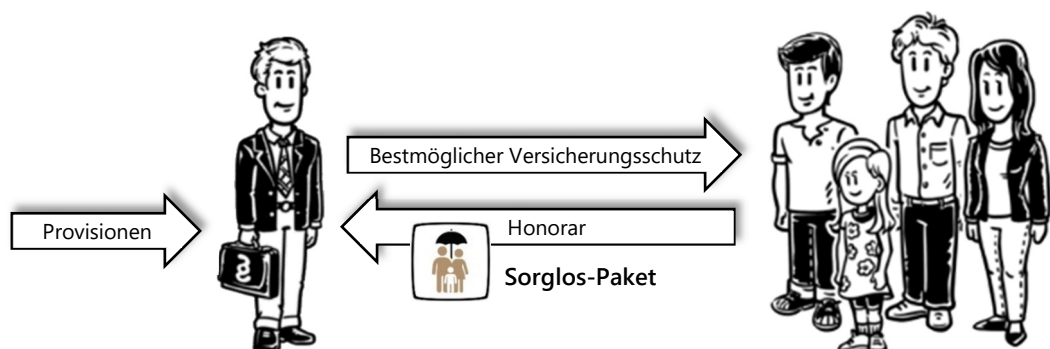 Bestmöglicher Versicherungsschutz
Provisionen
Honorar
Sorglos-Paket
§